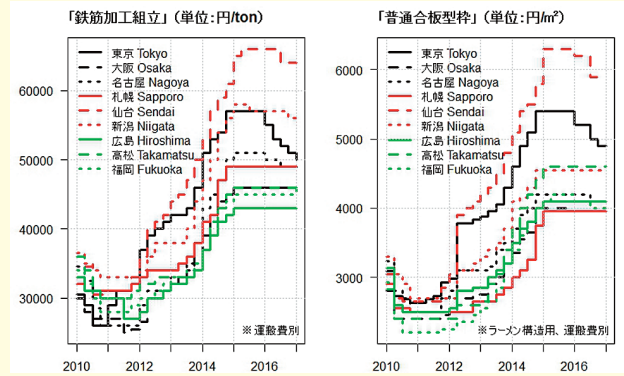 「鉄筋加工組立」（単位：円/ton）
60000
50000
40000
30000
東京 Tokyo
大阪 Osaka
名古屋 Nagoya
札幌 Sapporo
仙台 Sendai
新潟 Niigata
広島 Hiroshima
高松 Takamatsu
福岡 Fukuoka
※運搬費別
2010 2012 2014 2016
「普通合板型枠」（単位：円/m²）
6000
5000
4000
3000
東京 Tokyo
大阪 Osaka
名古屋 Nagoya
札幌 Sapporo
仙台 Sendai
新潟 Niigata
広島 Hiroshima
高松 Takamatsu
福岡 Fukuoka
※ラーメン構造用、運搬費別
2010 2012 2014 2016